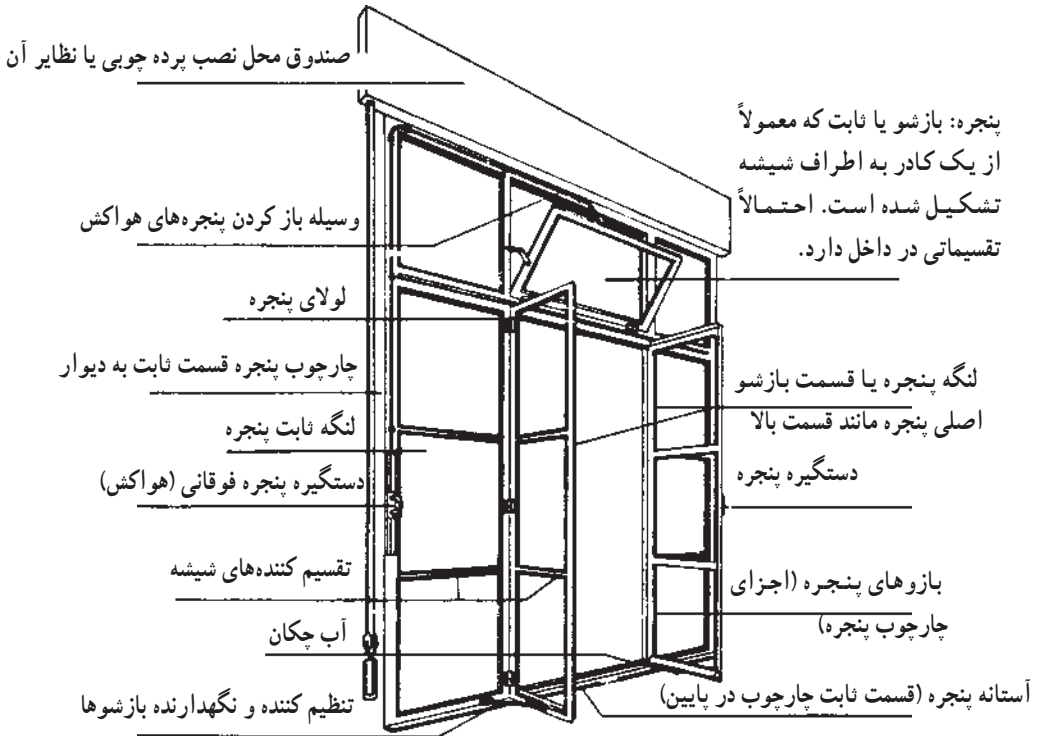 صندوق محل نصب پرده چوبی یا نظایر آن
پنجره: بازشو یا ثابت که معمولاً
از یک کادر به اطراف شیشه
تشکیل شده است. احتمالاً
تقسیماتی در داخل دارد.
وسیله باز کردن پنجره‌های هواکش
لولای پنجره
چارچوب پنجره قسمت ثابت به دیوار
لنگه ثابت پنجره
دستگیره پنجره فوقانی (هواکش)
تقسیم کننده‌های شیشه
آب چکان
تنظیم کننده و نگهدارنده بازشوها
لنگه پنجره یا قسمت بازشو
اصلی پنجره مانند قسمت بالا
دستگیره پنجره
بازوهای پنجره (اجزای
چارچوب پنجره)
آستانه پنجره (قسمت ثابت چارچوب در پایین)